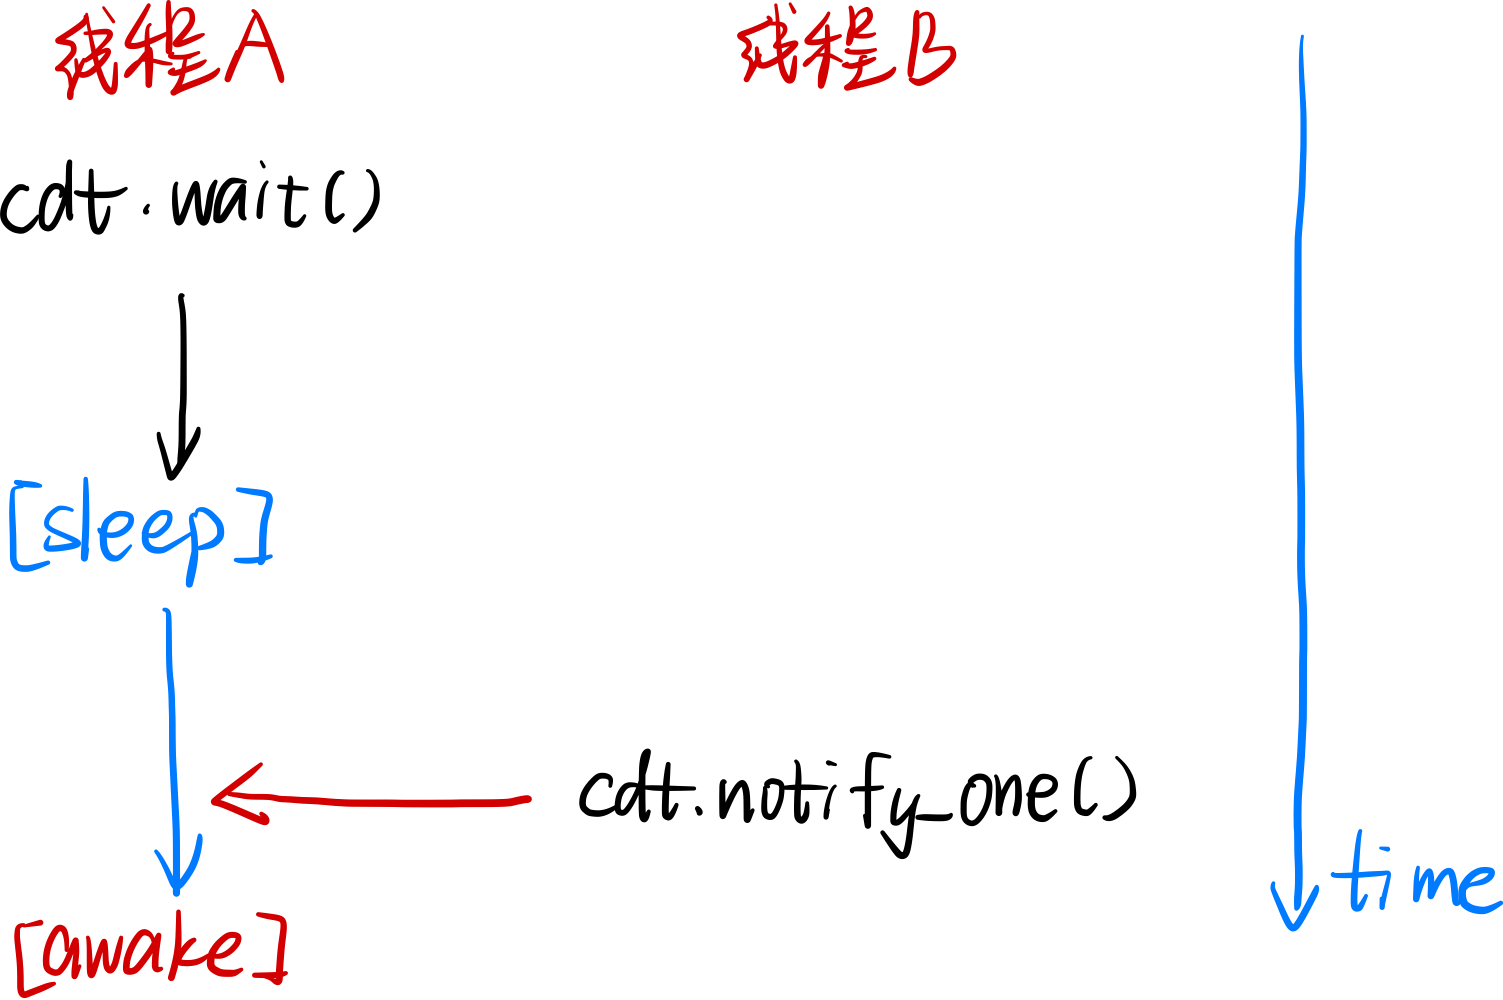 线程A
线程B
cdt.wait()
[sleep]
cdt.notify_one()
time
[awake]